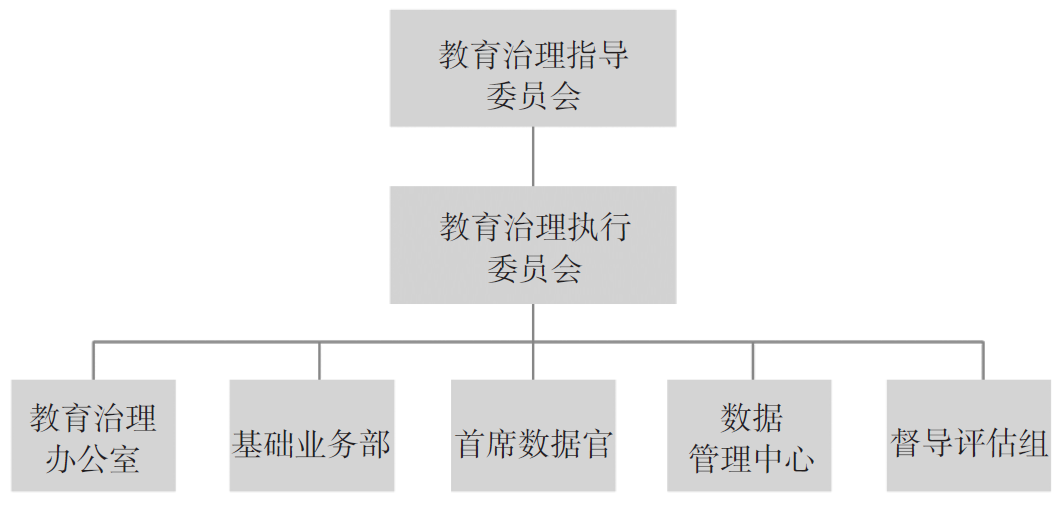 教育治理指导
委员会
教育治理执行
委员会
教育治理
办公室
基础业务部
首席数据官
数据
管理中心
督导评估组